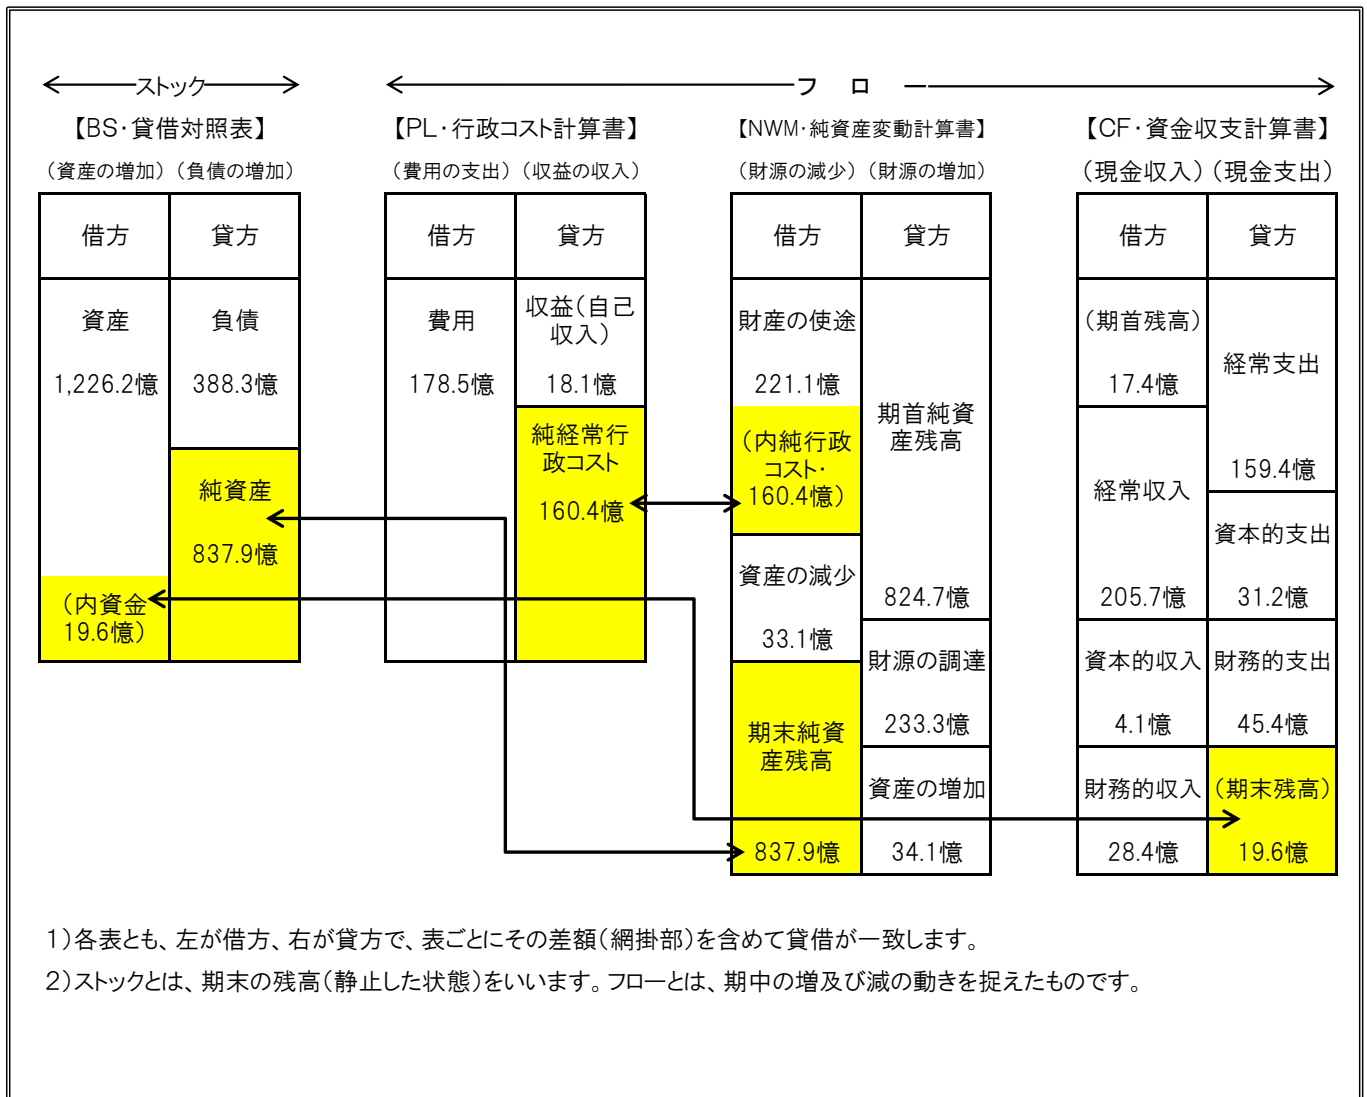 ストック
フ ロ ー
【BS・貸借対照表】
(資産の増加)(負債の増加)
借方 貸方
資産
1,226.2億
(内資金
19.6億)
負債
388.3億
純資産
837.9億
【PL・行政コスト計算書】
(費用の支出)(収益の収入)
借方 貸方
費用
178.5億
収益(自己
収入)
18.1億
純経常行
政コスト
160.4億
【NWM・純資産変動計算書】
(財源の減少)(財源の増加)
借方 貸方
財産の使途
221.1億
(内純行政
コスト・
160.4億)
資産の減少
33.1億
期末純資
産残高
837.9億
期首純資
産残高
824.7億
財源の調達
233.3億
資産の増加
34.1億
【CF・資金収支計算書】
(現金収入)(現金支出)
借方 貸方
(期首残高)
17.4億
経常収入
205.7億
資本的収入
4.1億
財務的収入
28.4億
経常支出
159.4億
資本的支出
31.2億
財務的支出
45.4億
(期末残高)
19.6億
1)各表とも、左が借方、右が貸方で、表ごとにその差額(網掛部)を含めて貸借が一致します。
2)ストックとは、期末の残高(静止した状態)をいいます。フローとは、期中の増及び減の動きを捉えたものです。